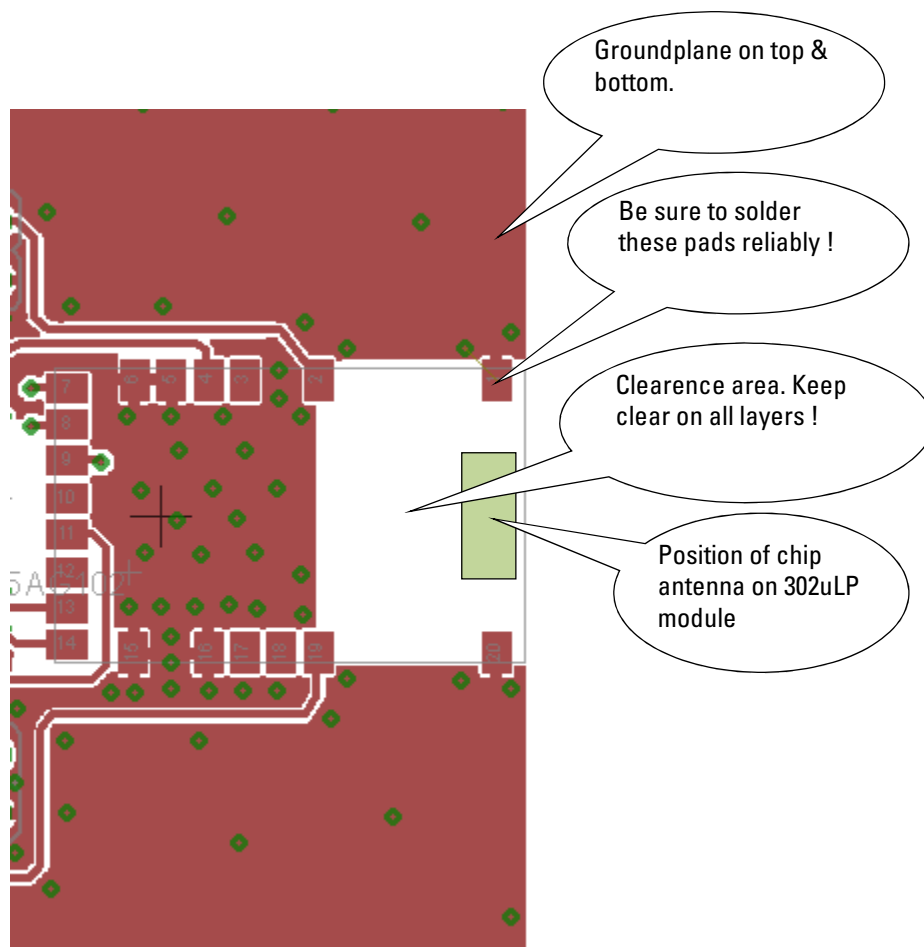 Groundplane on top &
bottom.
Be sure to solder
these pads reliably !
Clearence area. Keep
clear on all layers !
Position of chip
antenna on 302uLP
module
6
5
4
3
2
7
8
9
10
11
12
13
14
15
16
17
18
19
20